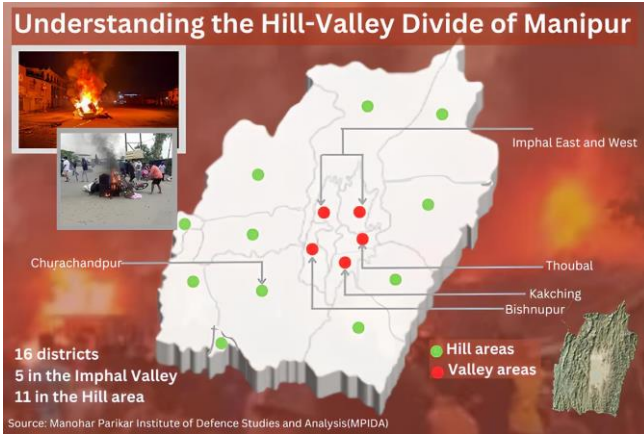 Understanding the Hill-Valley Divide of Manipur
Imphal East and West
Churachandpur
Thoubal
Kakching
Bishnupur
16 districts
5 in the Imphal Valley
11 in the Hill area
Hill areas
Valley areas
Source: Manohar Parikar Institute of Defence Studies and Analysis(MPIDA)